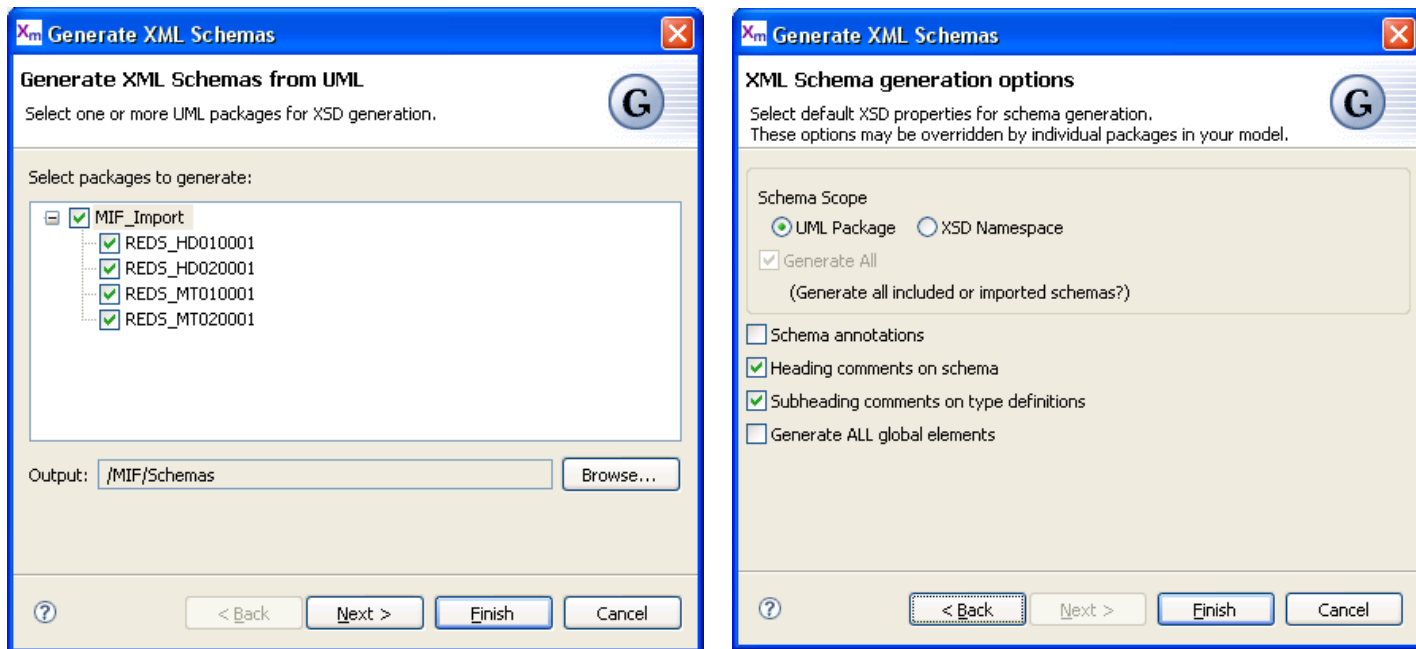 Xm Generate XML Schemas
Generate XML Schemas from UML
Select one or more UML packages for XSD generation.
G
Select packages to generate:
MIF_Import
REDS_HD010001
REDS_HD020001
REDS_MT010001
REDS_MT020001
Output: /MIF/Schemas Browse...
? < Back Next > Finish Cancel
Xm Generate XML Schemas
XML Schema generation options
Select default XSD properties for schema generation.
These options may be overridden by individual packages in your model.
G
Schema Scope
UML Package XSD Namespace
Generate All
(Generate all included or imported schemas?)
Schema annotations
Heading comments on schema
Subheading comments on type definitions
Generate ALL global elements
? < Back Next > Finish Cancel